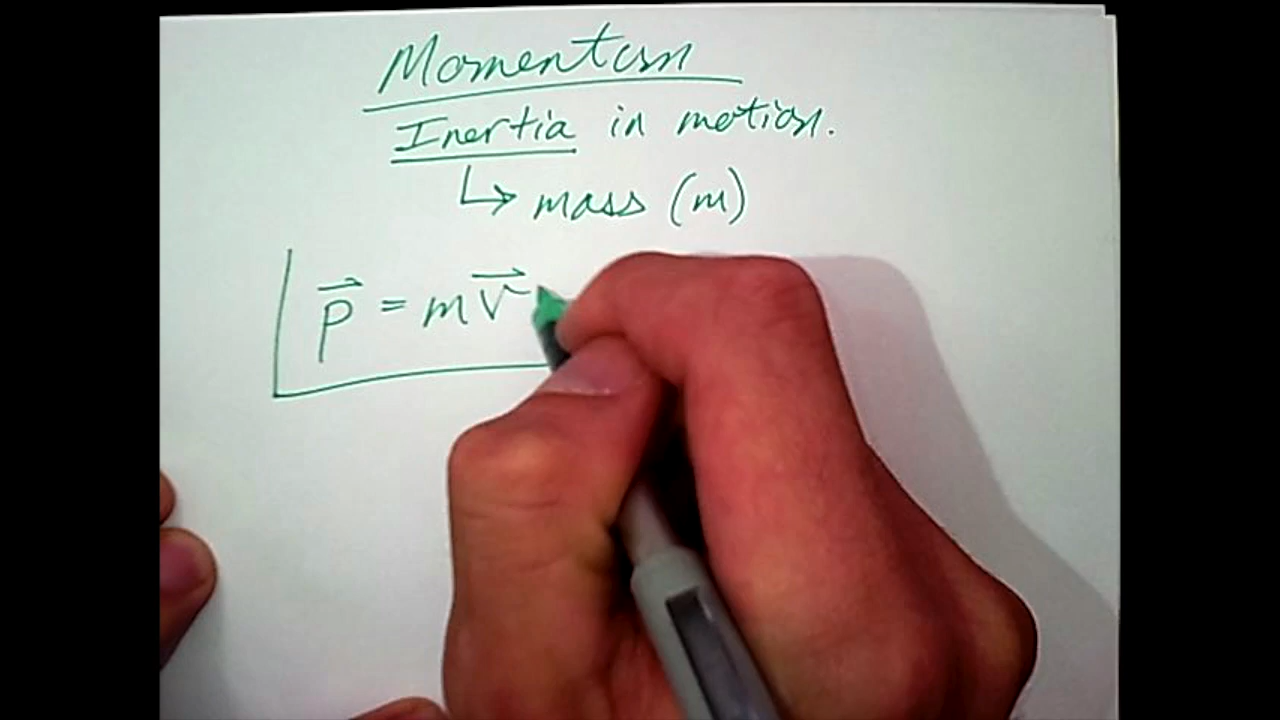 Momentum
Inertia in motion.
↳ mass (m)
p⃗ = mv⃗